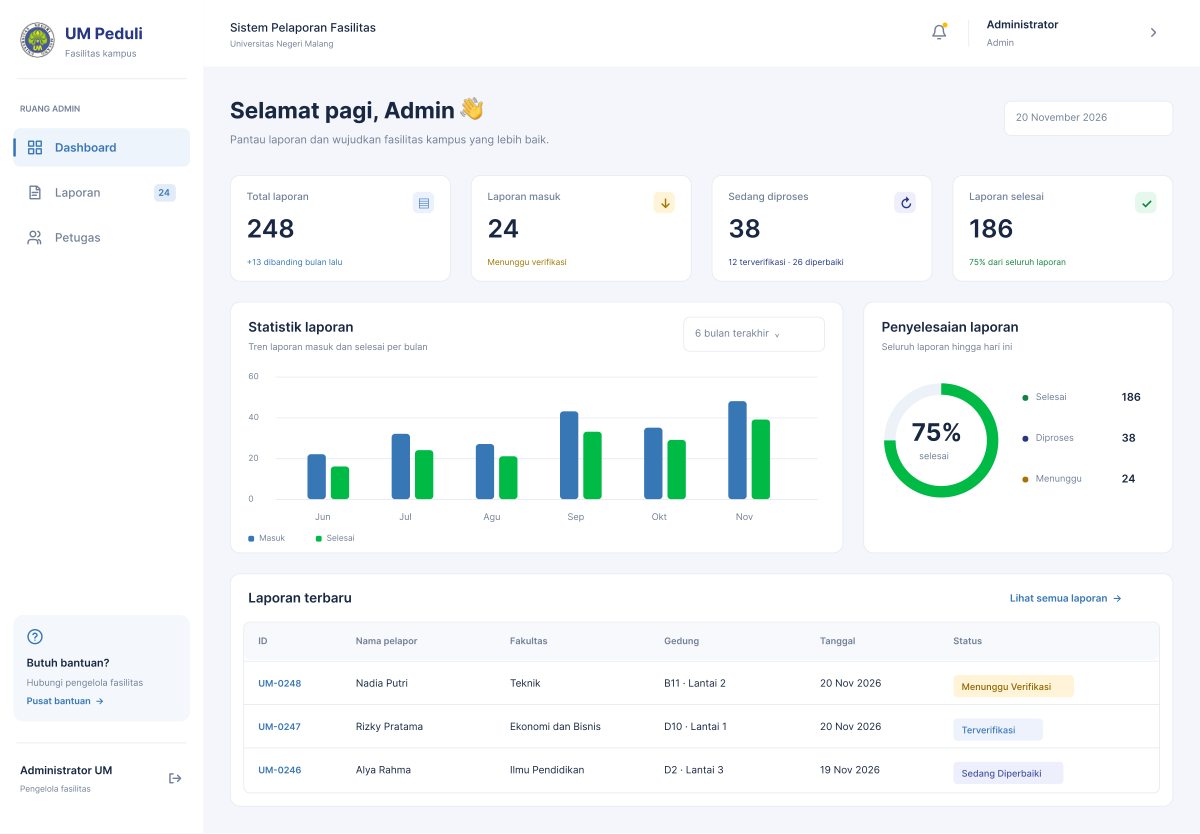 UM Peduli
Fasilitas kampus
RUANG ADMIN
Dashboard
Laporan 24
Petugas
Butuh bantuan?
Hubungi pengelola fasilitas
Pusat bantuan →
Administrator UM
Pengelola fasilitas
Sistem Pelaporan Fasilitas
Universitas Negeri Malang
Administrator
Admin
Selamat pagi, Admin 👋
Pantau laporan dan wujudkan fasilitas kampus yang lebih baik.
20 November 2026
Total laporan
248
+13 dibanding bulan lalu
Laporan masuk
24
Menunggu verifikasi
Sedang diproses
38
12 terverifikasi · 26 diperbaiki
Laporan selesai
186
75% dari seluruh laporan
Statistik laporan
Tren laporan masuk dan selesai per bulan
6 bulan terakhir
60
40
20
0
Jun Jul Agu Sep Okt Nov
Masuk Selesai
Penyelesaian laporan
Seluruh laporan hingga hari ini
75%
selesai
Selesai 186
Diproses 38
Menunggu 24
Laporan terbaru
Lihat semua laporan →
ID Nama pelapor Fakultas Gedung Tanggal Status
UM-0248 Nadia Putri Teknik B11 · Lantai 2 20 Nov 2026 Menunggu Verifikasi
UM-0247 Rizky Pratama Ekonomi dan Bisnis D10 · Lantai 1 20 Nov 2026 Terverifikasi
UM-0246 Alya Rahma Ilmu Pendidikan D2 · Lantai 3 19 Nov 2026 Sedang Diperbaiki